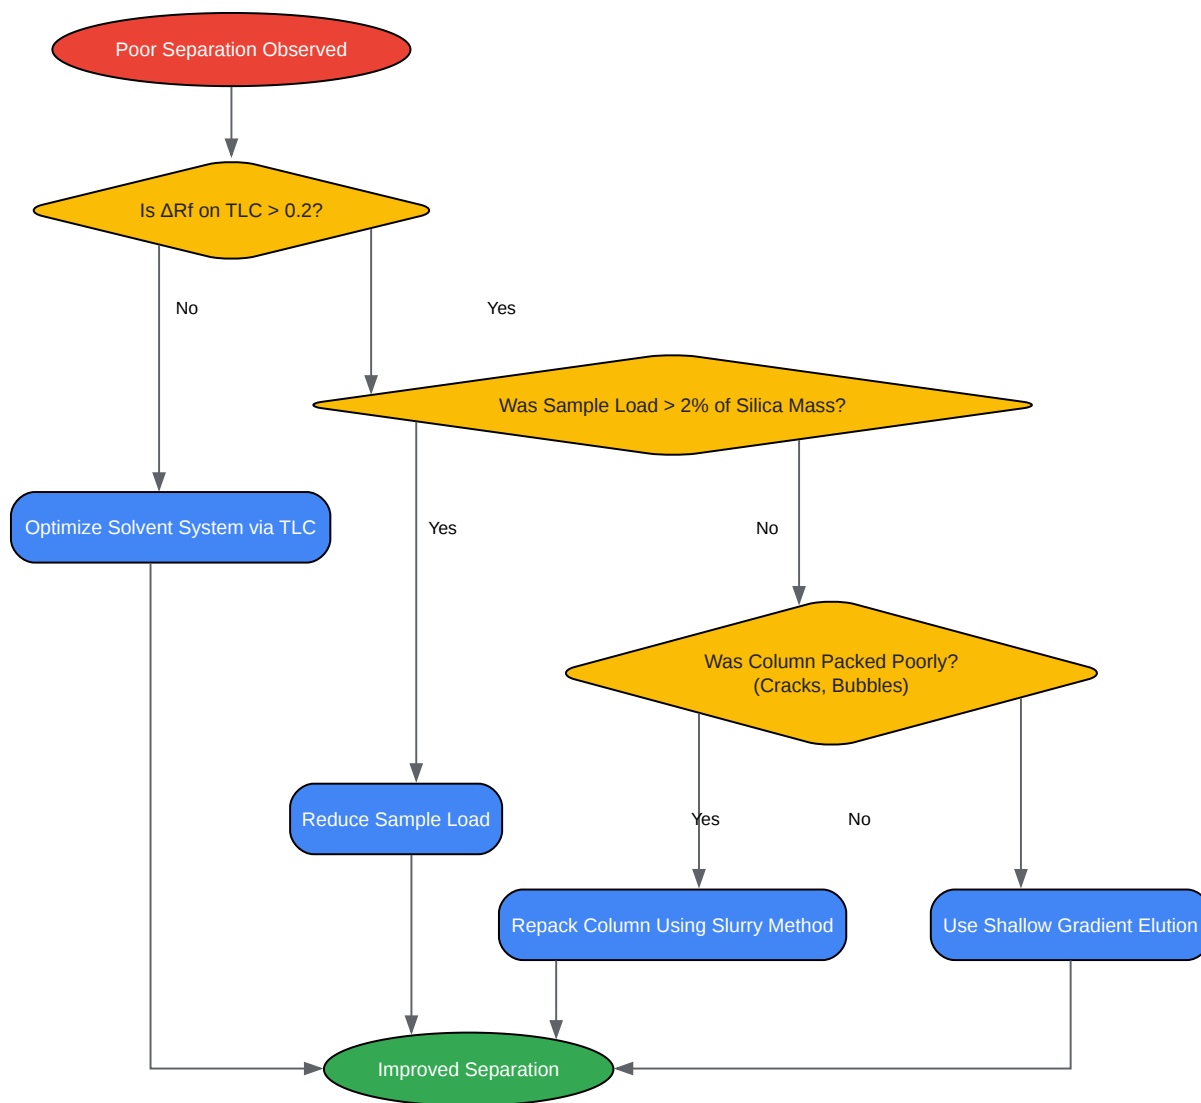 Poor Separation Observed
Is ΔRf on TLC > 0.2?
No
Yes
Was Sample Load > 2% of Silica Mass?
Optimize Solvent System via TLC
Yes
No
Was Column Packed Poorly?
(Cracks, Bubbles)
Reduce Sample Load
Yes
No
Repack Column Using Slurry Method
Use Shallow Gradient Elution
Improved Separation